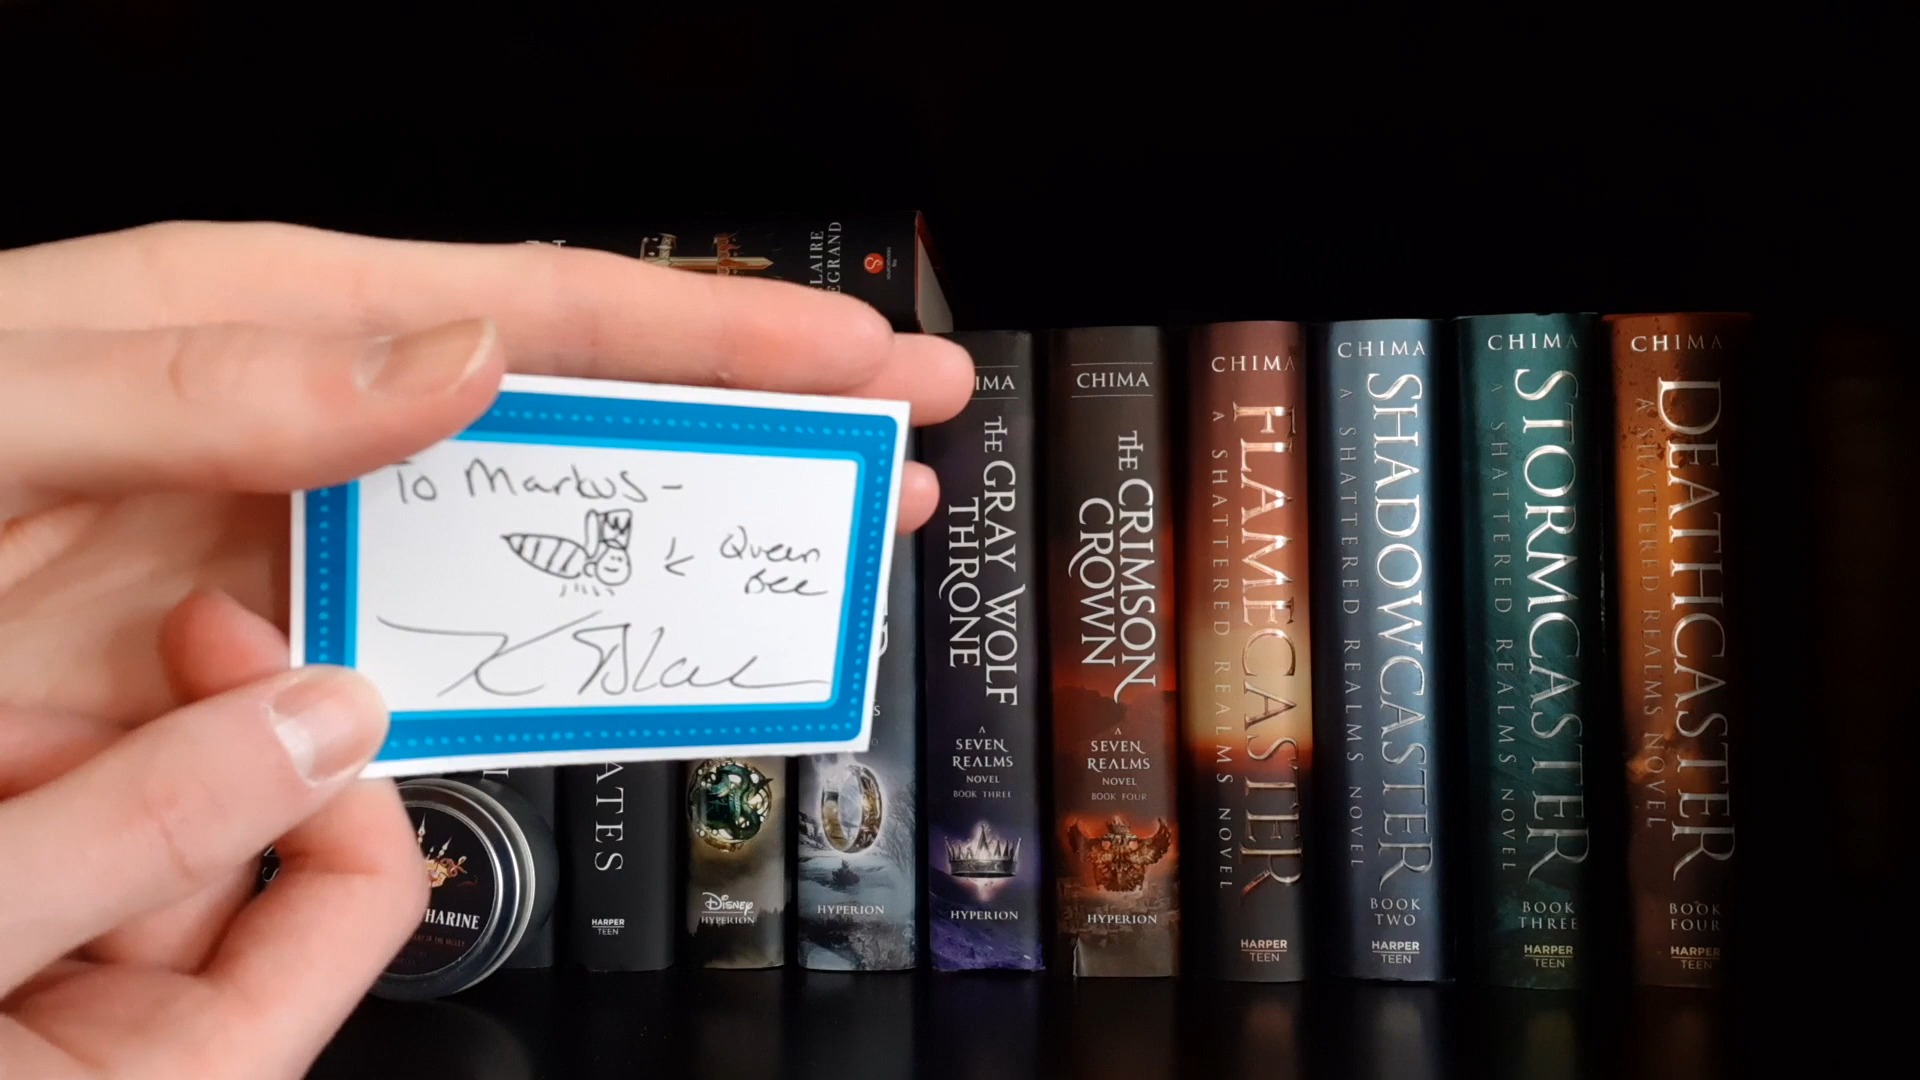 To Markus-
Queen
Bee
K Blake
LAIRE
EGRAND
IMA
THE GRAY WOLF
THRONE
A
SEVEN
REALMS
NOVEL
BOOK THREE
HYPERION
CHIMA
THE CRIMSON
CROWN
A
SEVEN
REALMS
NOVEL
BOOK FOUR
HYPERION
CHIMA
FLAMECASTER
A SHATTERED REALMS NOVEL
HARPER
TEEN
CHIMA
SHADOWCASTER
A SHATTERED REALMS NOVEL
BOOK
TWO
HARPER
TEEN
CHIMA
STORMCASTER
A SHATTERED REALMS NOVEL
BOOK
THREE
HARPER
TEEN
CHIMA
DEATHCASTER
A SHATTERED REALMS NOVEL
BOOK
FOUR
HARPER
TEEN
HARINE
ATES
HARPER
TEEN
Disney
HYPERION
HYPERION